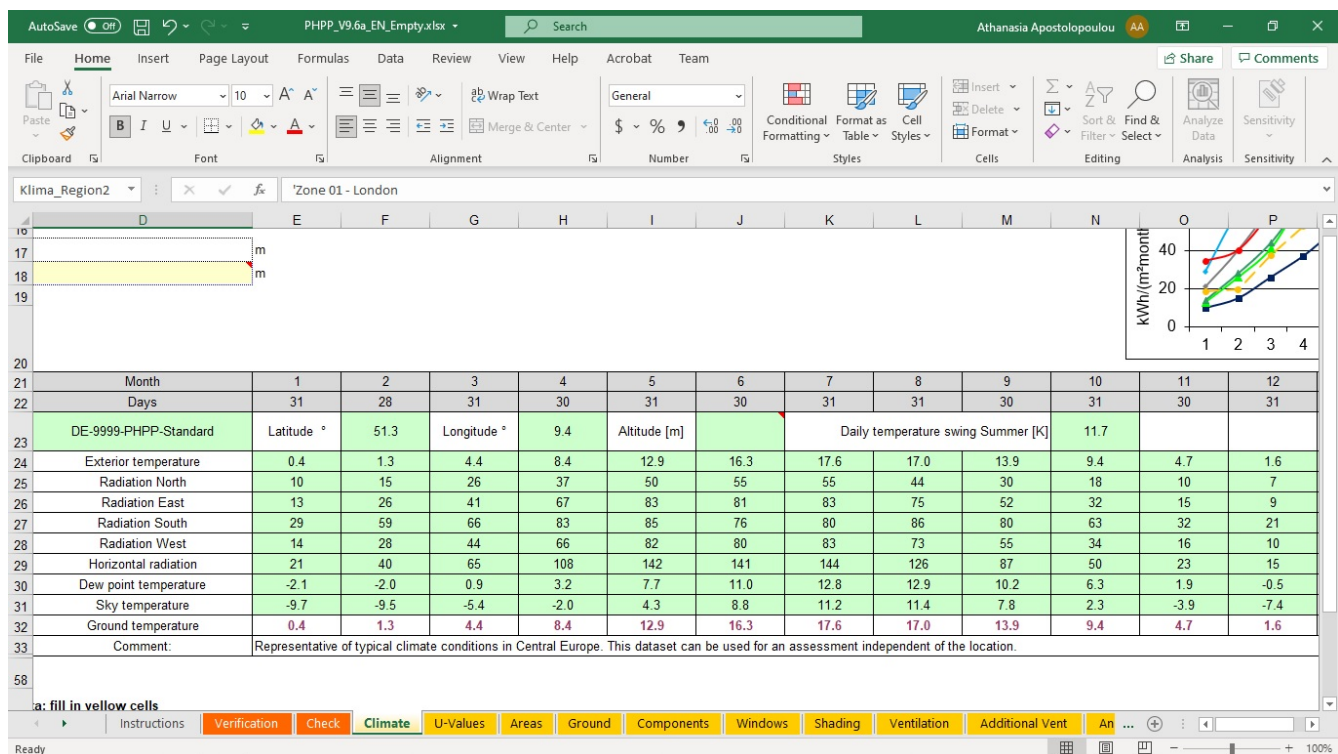 AutoSave Off PHPP_V9.6a_EN_Empty.xlsx Search Athanasia Apostolopoulou AA
File Home Insert Page Layout Formulas Data Review View Help Acrobat Team Share Comments
Paste Arial Narrow 10 A^ A˅ Wrap Text General Conditional Formatting Format as Table Cell Styles Insert Delete Format Sort & Filter Find & Select Analyze Data Sensitivity
B I U A Merge & Center $ % 9
Clipboard Font Alignment Number Styles Cells Editing Analysis Sensitivity
Klima_Region2 fx 'Zone 01 - London
D E F G H I J K L M N O P
16
17 m
18 m
19
20
kWh/(m²month
40
20
0
1 2 3 4
21 Month 1 2 3 4 5 6 7 8 9 10 11 12
22 Days 31 28 31 30 31 30 31 31 30 31 30 31
23 DE-9999-PHPP-Standard Latitude ° 51.3 Longitude ° 9.4 Altitude [m] Daily temperature swing Summer [K] 11.7
24 Exterior temperature 0.4 1.3 4.4 8.4 12.9 16.3 17.6 17.0 13.9 9.4 4.7 1.6
25 Radiation North 10 15 26 37 50 55 55 44 30 18 10 7
26 Radiation East 13 26 41 67 83 81 83 75 52 32 15 9
27 Radiation South 29 59 66 83 85 76 80 86 80 63 32 21
28 Radiation West 14 28 44 66 82 80 83 73 55 34 16 10
29 Horizontal radiation 21 40 65 108 142 141 144 126 87 50 23 15
30 Dew point temperature -2.1 -2.0 0.9 3.2 7.7 11.0 12.8 12.9 10.2 6.3 1.9 -0.5
31 Sky temperature -9.7 -9.5 -5.4 -2.0 4.3 8.8 11.2 11.4 7.8 2.3 -3.9 -7.4
32 Ground temperature 0.4 1.3 4.4 8.4 12.9 16.3 17.6 17.0 13.9 9.4 4.7 1.6
33 Comment: Representative of typical climate conditions in Central Europe. This dataset can be used for an assessment independent of the location.
58
a: fill in yellow cells
Instructions Verification Check Climate U-Values Areas Ground Components Windows Shading Ventilation Additional Vent An ...
Ready 100%